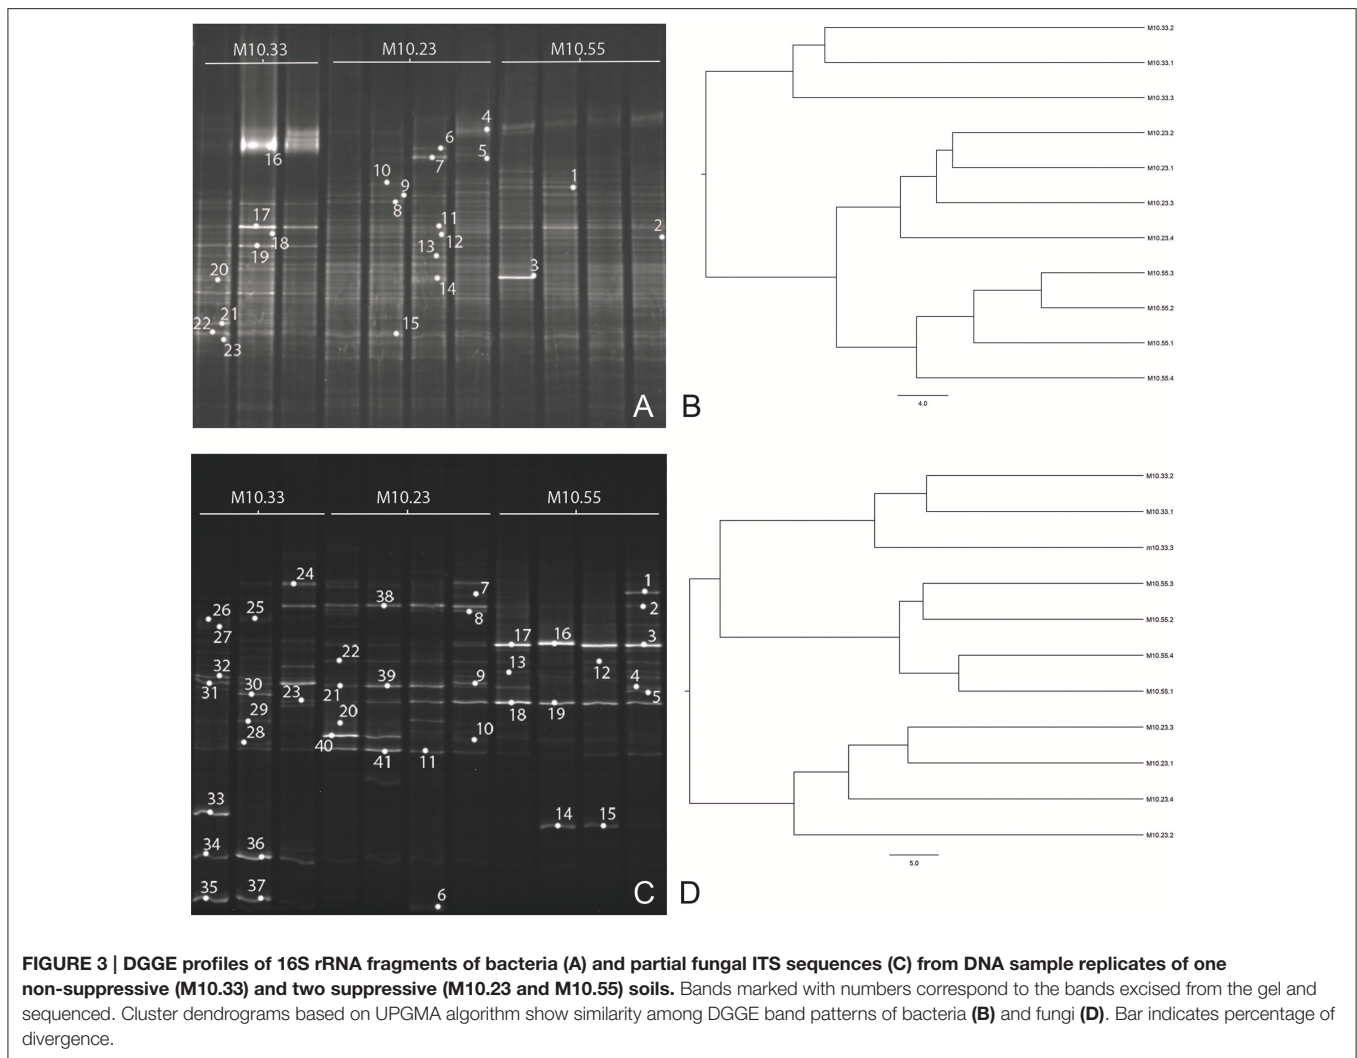 M10.33 M10.23 M10.55
4
6
16 7 5
10 1
9
8
17 11 2
18 12
19 13
20 3
14
21
22 15
23
A
M10.33.2
M10.33.1
M10.33.3
M10.23.2
M10.23.1
M10.23.3
M10.23.4
M10.55.3
M10.55.2
M10.55.1
M10.55.4
4.0
B
M10.33 M10.23 M10.55
24
7 1
26 25 38 8 2
27
17 16 3
22
32 13 12
31 30 23 21 39 9 4
5
29 20 18 19
28 40 10
41 11
33
14 15
34 36
35 37 6
C
M10.33.2
M10.33.1
m10.33.3
M10.55.3
M10.55.2
M10.55.4
M10.55.1
M10.23.3
M10.23.1
M10.23.4
M10.23.2
5.0
D
FIGURE 3 | DGGE profiles of 16S rRNA fragments of bacteria (A) and partial fungal ITS sequences (C) from DNA sample replicates of one
non-suppressive (M10.33) and two suppressive (M10.23 and M10.55) soils. Bands marked with numbers correspond to the bands excised from the gel and
sequenced. Cluster dendrograms based on UPGMA algorithm show similarity among DGGE band patterns of bacteria (B) and fungi (D). Bar indicates percentage of
divergence.